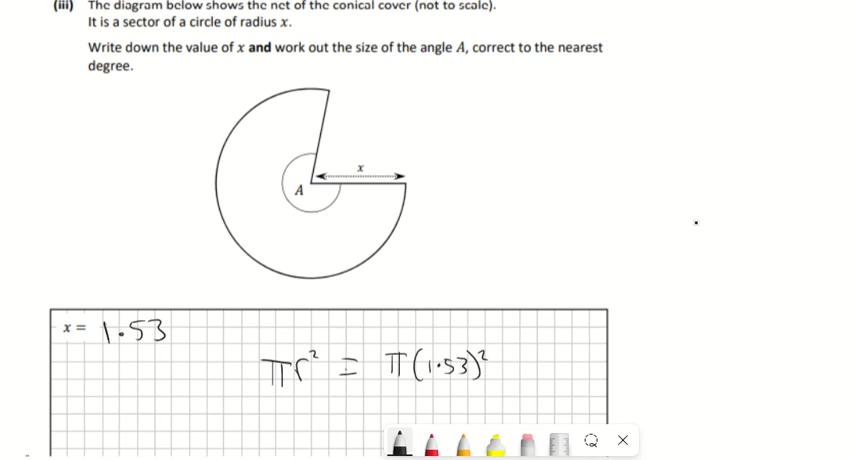 (iii) The diagram below shows the net of the conical cover (not to scale).
It is a sector of a circle of radius x.
Write down the value of x and work out the size of the angle A, correct to the nearest
degree.
x
A
x = 1.53
πr² = π(1.53)²